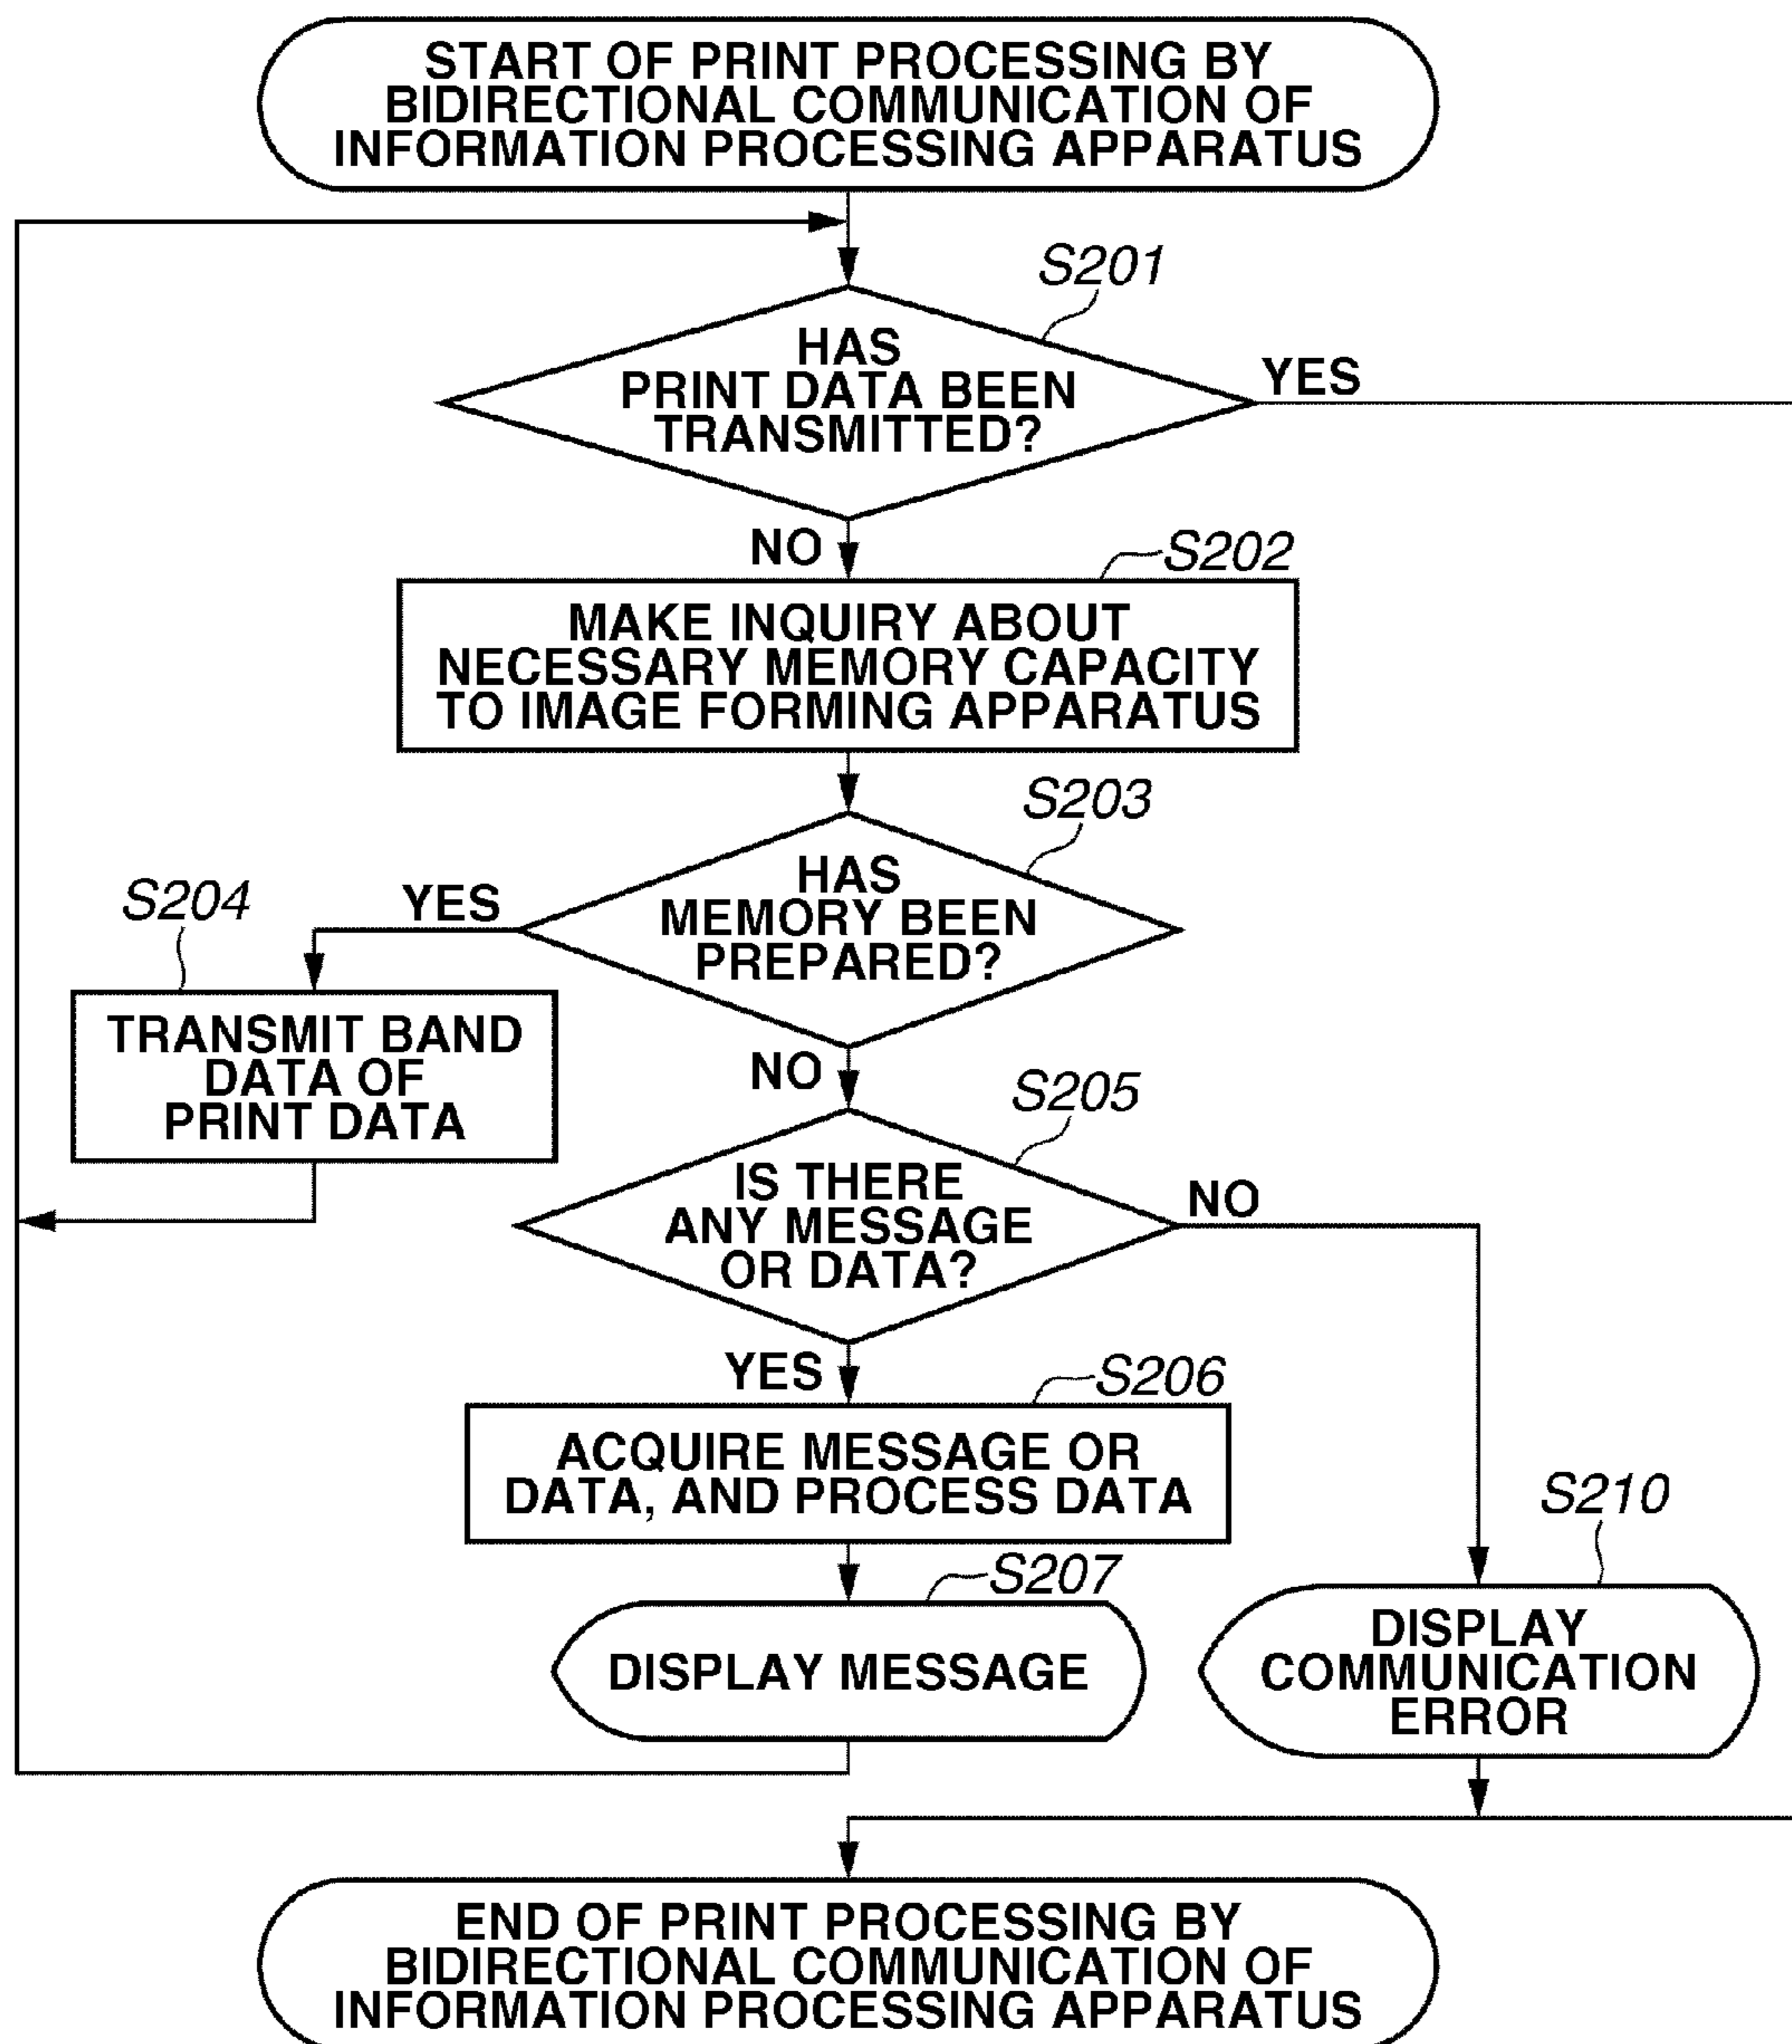 START OF PRINT PROCESSING BY
BIDIRECTIONAL COMMUNICATION OF
INFORMATION PROCESSING APPARATUS
S201
HAS
PRINT DATA BEEN
TRANSMITTED?
YES
NO
S202
MAKE INQUIRY ABOUT
NECESSARY MEMORY CAPACITY
TO IMAGE FORMING APPARATUS
S203
HAS
MEMORY BEEN
PREPARED?
YES
S204
TRANSMIT BAND
DATA OF
PRINT DATA
NO
S205
IS THERE
ANY MESSAGE
OR DATA?
NO
YES
S206
ACQUIRE MESSAGE OR
DATA, AND PROCESS DATA
S207
DISPLAY MESSAGE
S210
DISPLAY
COMMUNICATION
ERROR
END OF PRINT PROCESSING BY
BIDIRECTIONAL COMMUNICATION OF
INFORMATION PROCESSING APPARATUS